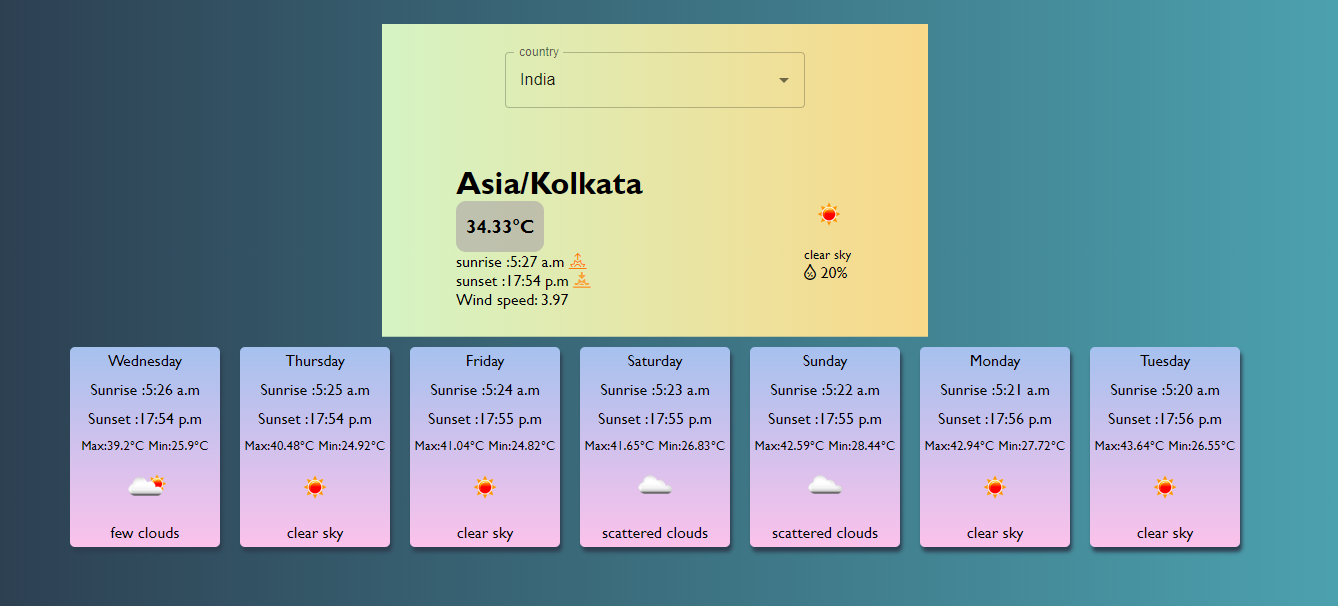 country
India
Asia/Kolkata
34.33°C
sunrise :5:27 a.m
sunset :17:54 p.m
Wind speed: 3.97
clear sky
20%
Wednesday
Sunrise :5:26 a.m
Sunset :17:54 p.m
Max:39.2°C Min:25.9°C
few clouds
Thursday
Sunrise :5:25 a.m
Sunset :17:54 p.m
Max:40.48°C Min:24.92°C
clear sky
Friday
Sunrise :5:24 a.m
Sunset :17:55 p.m
Max:41.04°C Min:24.82°C
clear sky
Saturday
Sunrise :5:23 a.m
Sunset :17:55 p.m
Max:41.65°C Min:26.83°C
scattered clouds
Sunday
Sunrise :5:22 a.m
Sunset :17:55 p.m
Max:42.59°C Min:28.44°C
scattered clouds
Monday
Sunrise :5:21 a.m
Sunset :17:56 p.m
Max:42.94°C Min:27.72°C
clear sky
Tuesday
Sunrise :5:20 a.m
Sunset :17:56 p.m
Max:43.64°C Min:26.55°C
clear sky